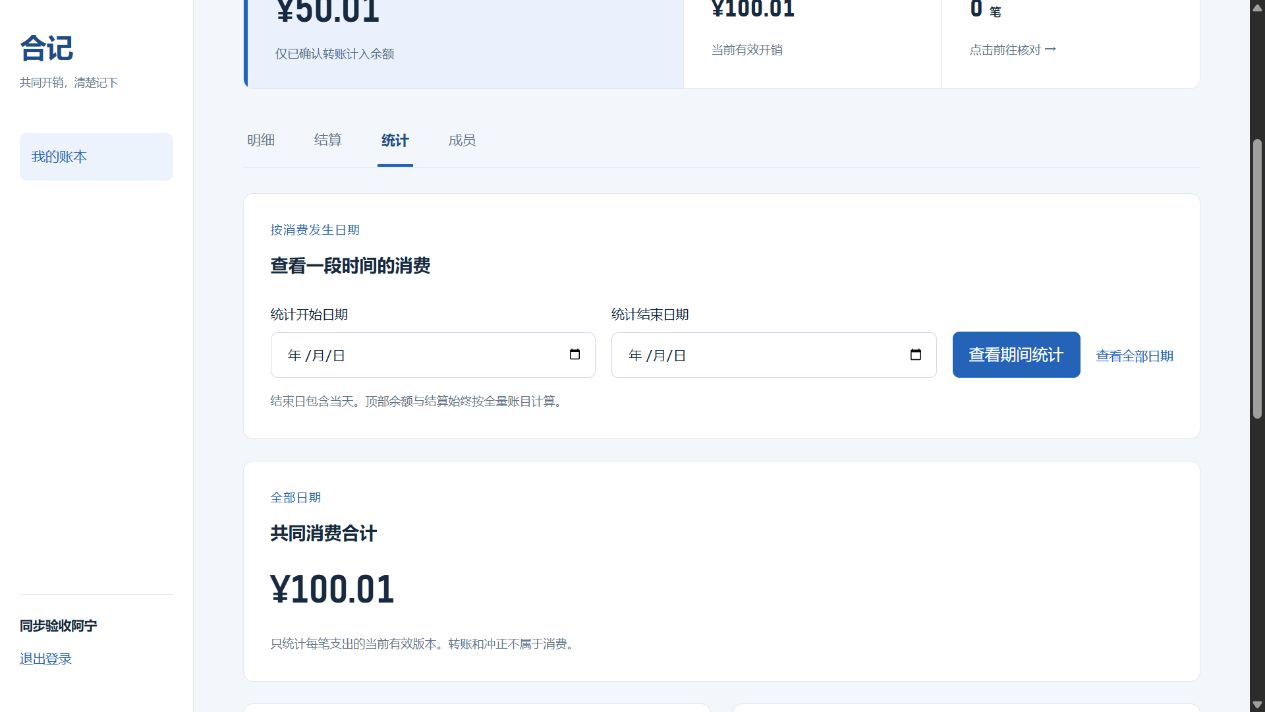 合记
共同开销，清楚记下
我的账本
同步验收阿宁
退出登录
¥50.01
仅已确认转账计入余额
¥100.01
当前有效开销
0 笔
点击前往核对 →
明细
结算
统计
成员
按消费发生日期
查看一段时间的消费
统计开始日期
统计结束日期
年 /月/日
年 /月/日
查看期间统计
查看全部日期
结束日包含当天。顶部余额与结算始终按全量账目计算。
全部日期
共同消费合计
¥100.01
只统计每笔支出的当前有效版本。转账和冲正不属于消费。